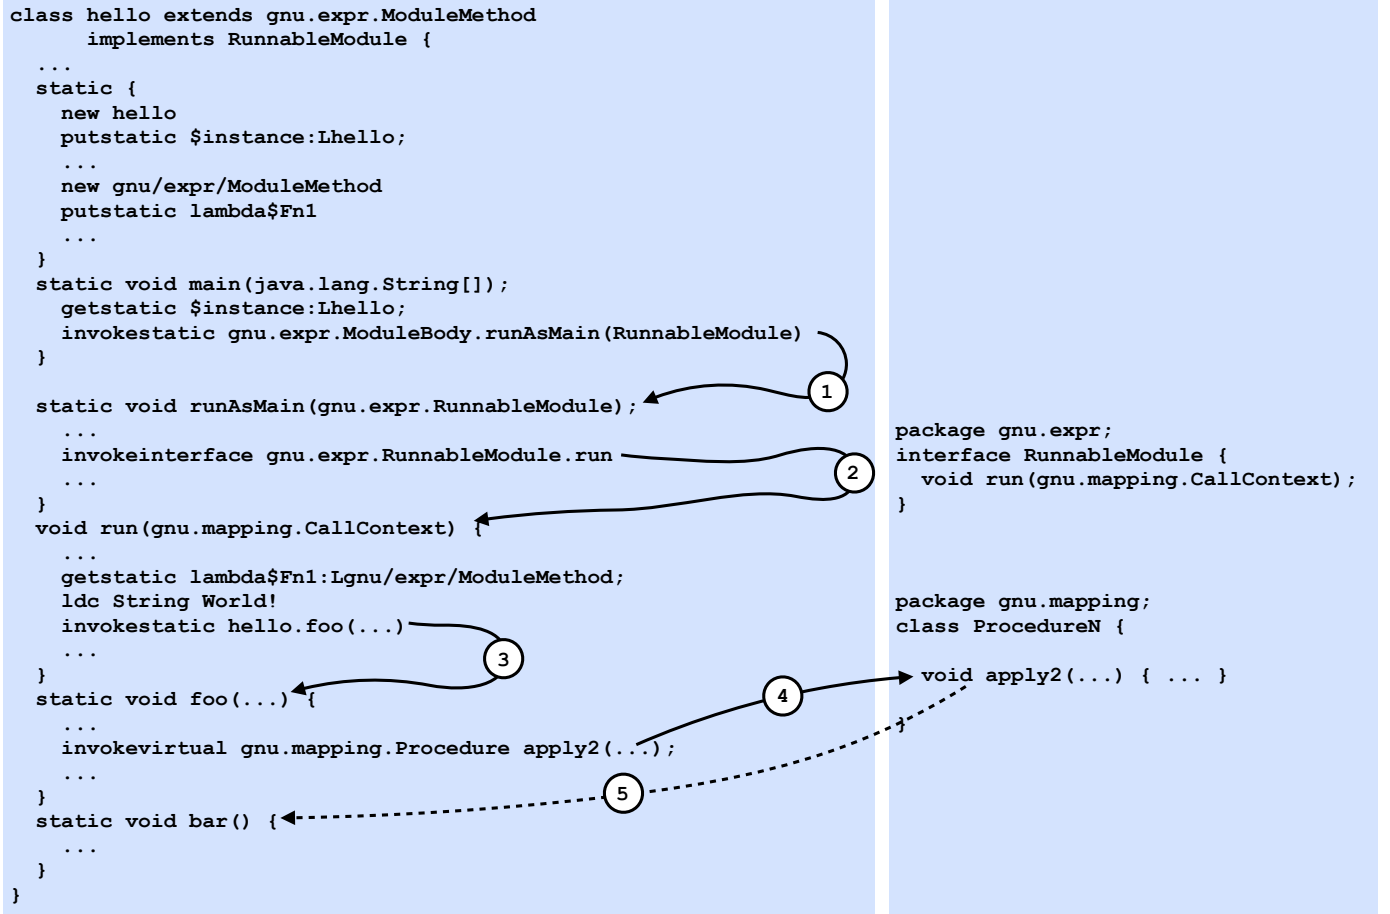 class hello extends gnu.expr.ModuleMethod
implements RunnableModule {
...
static {
new hello
putstatic $instance:Lhello;
...
new gnu/expr/ModuleMethod
putstatic lambda$Fn1
...
}
static void main(java.lang.String[]);
getstatic $instance:Lhello;
invokestatic gnu.expr.ModuleBody.runAsMain(RunnableModule)
}
1
static void runAsMain(gnu.expr.RunnableModule);
...
invokeinterface gnu.expr.RunnableModule.run
2
...
}
void run(gnu.mapping.CallContext) {
...
getstatic lambda$Fn1:Lgnu/expr/ModuleMethod;
ldc String World!
invokestatic hello.foo(...)
3
...
}
static void foo(...) {
4
...
invokevirtual gnu.mapping.Procedure apply2(...);
...
}
5
static void bar() {
...
}
}
package gnu.expr;
interface RunnableModule {
void run(gnu.mapping.CallContext);
}
package gnu.mapping;
class ProcedureN {
void apply2(...) { ... }
}